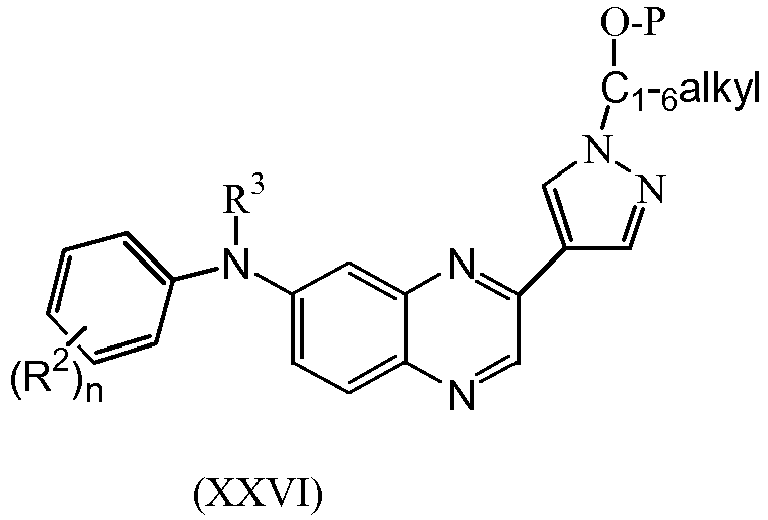 O-P
C1-6alkyl
N
N
R3
N
N
(R2)n
N
(XXVI)